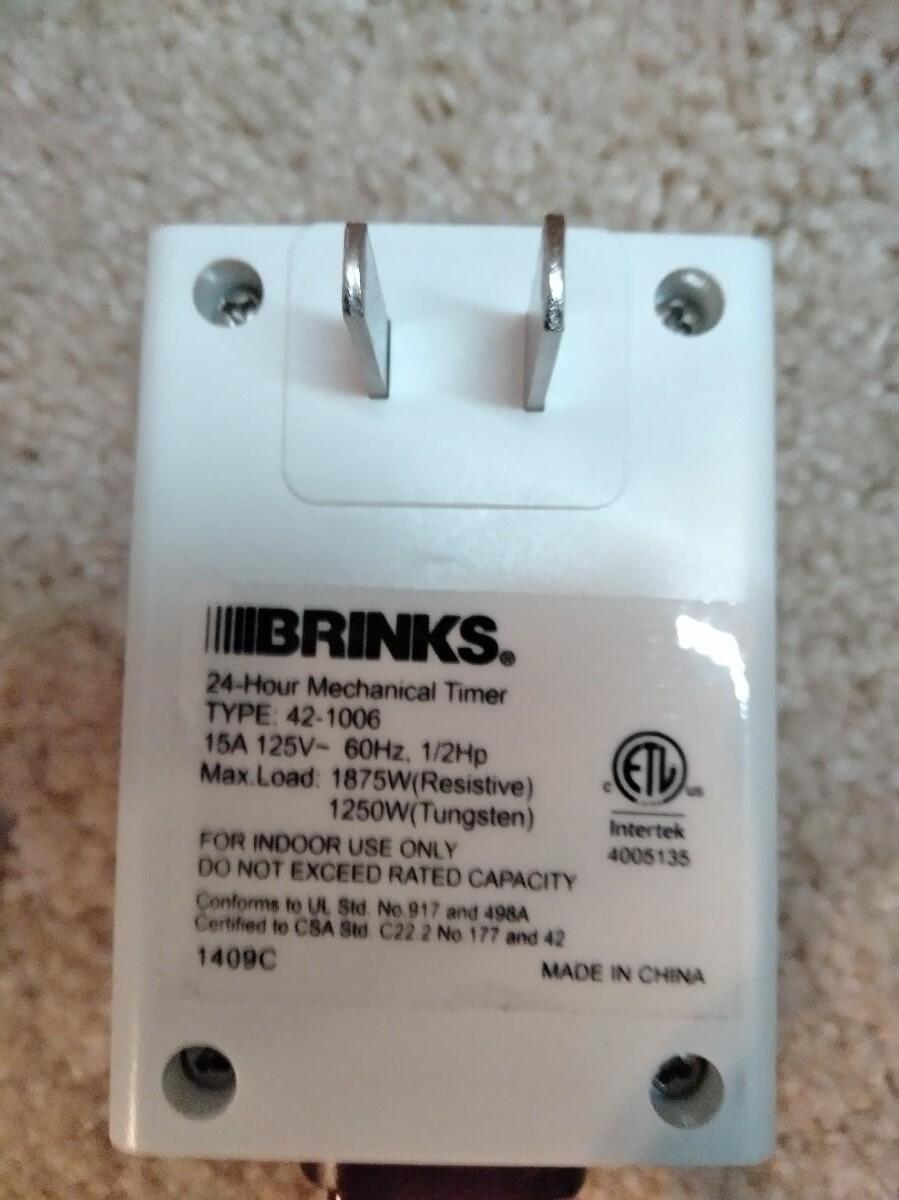 BRINKS®
24-Hour Mechanical Timer
TYPE: 42-1006
15A 125V~ 60Hz, 1/2Hp
Max.Load: 1875W(Resistive)
1250W(Tungsten)
FOR INDOOR USE ONLY
DO NOT EXCEED RATED CAPACITY
Conforms to UL Std. No.917 and 498A
Certified to CSA Std. C22.2 No.177 and 42
1409C
MADE IN CHINA
c ETL us
Intertek
4005135